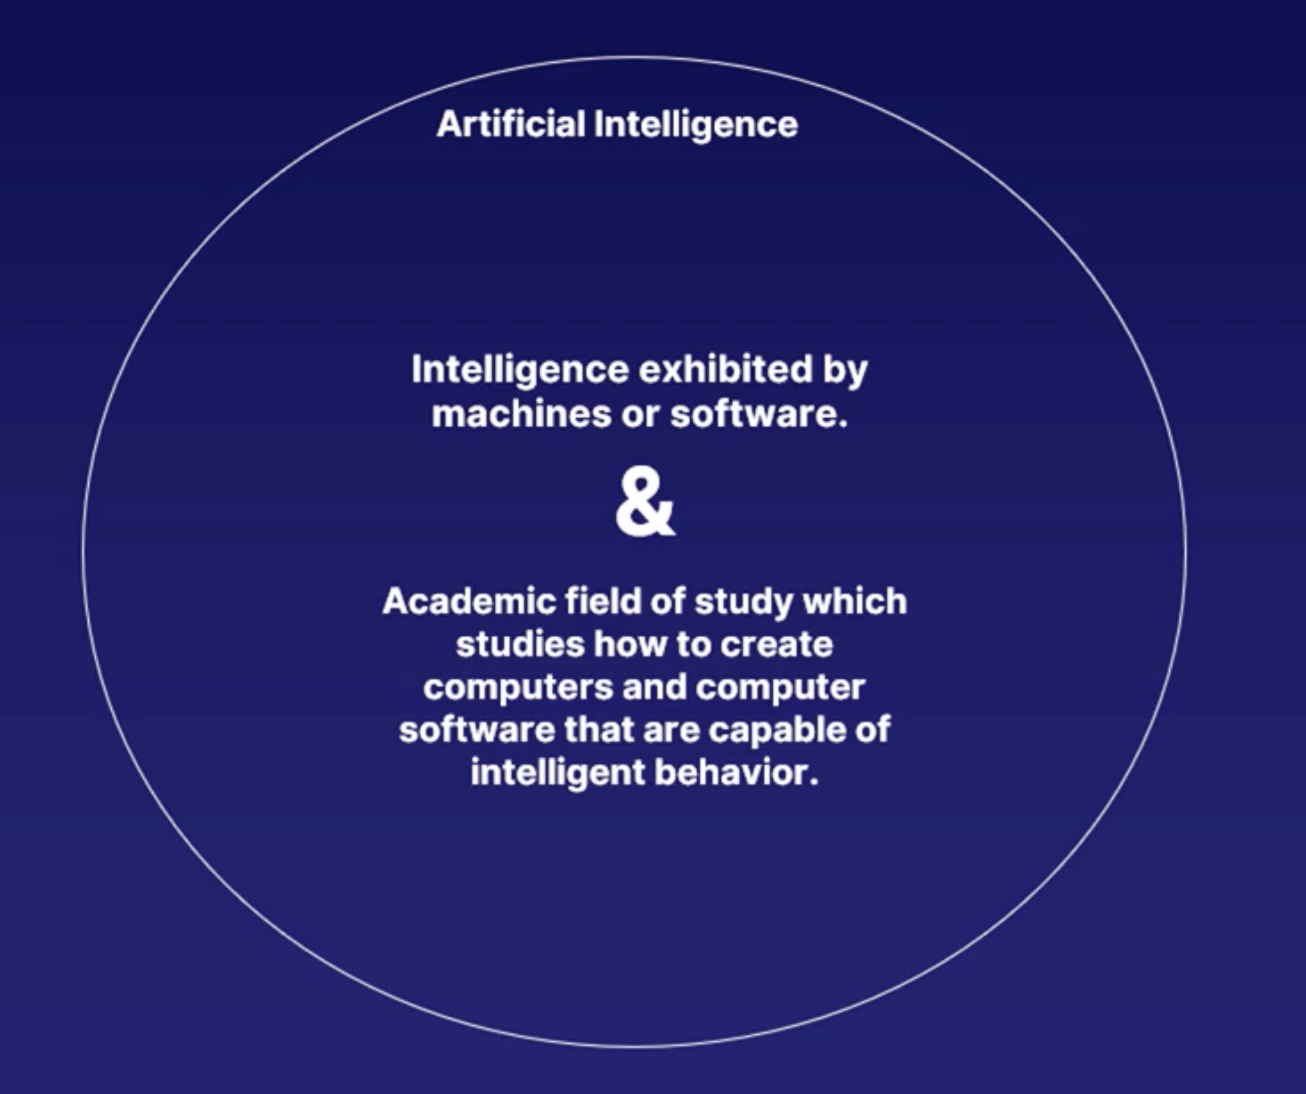 Artificial Intelligence
Intelligence exhibited by
machines or software.
&
Academic field of study which
studies how to create
computers and computer
software that are capable of
intelligent behavior.